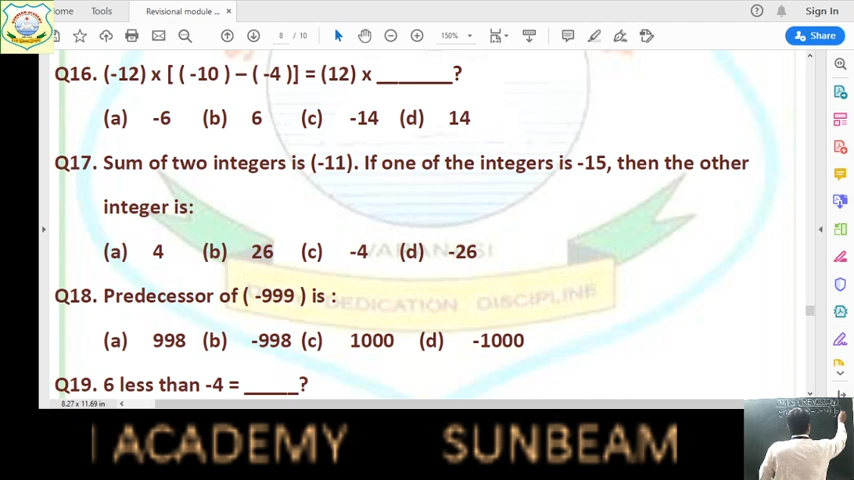 ome Tools Revisional module ... × Sign In
8 / 10 150% Share
Q16. (-12) x [ ( -10 ) – ( -4 )] = (12) x _______?
(a) -6 (b) 6 (c) -14 (d) 14
Q17. Sum of two integers is (-11). If one of the integers is -15, then the other
integer is:
(a) 4 (b) 26 (c) -4 (d) -26
VARANASI
Q18. Predecessor of ( -999 ) is :
DEDICATION DISCIPLINE
(a) 998 (b) -998 (c) 1000 (d) -1000
Q19. 6 less than -4 = _____?
8.27 x 11.69 in
ACADEMY SUNBEAM
REVISION